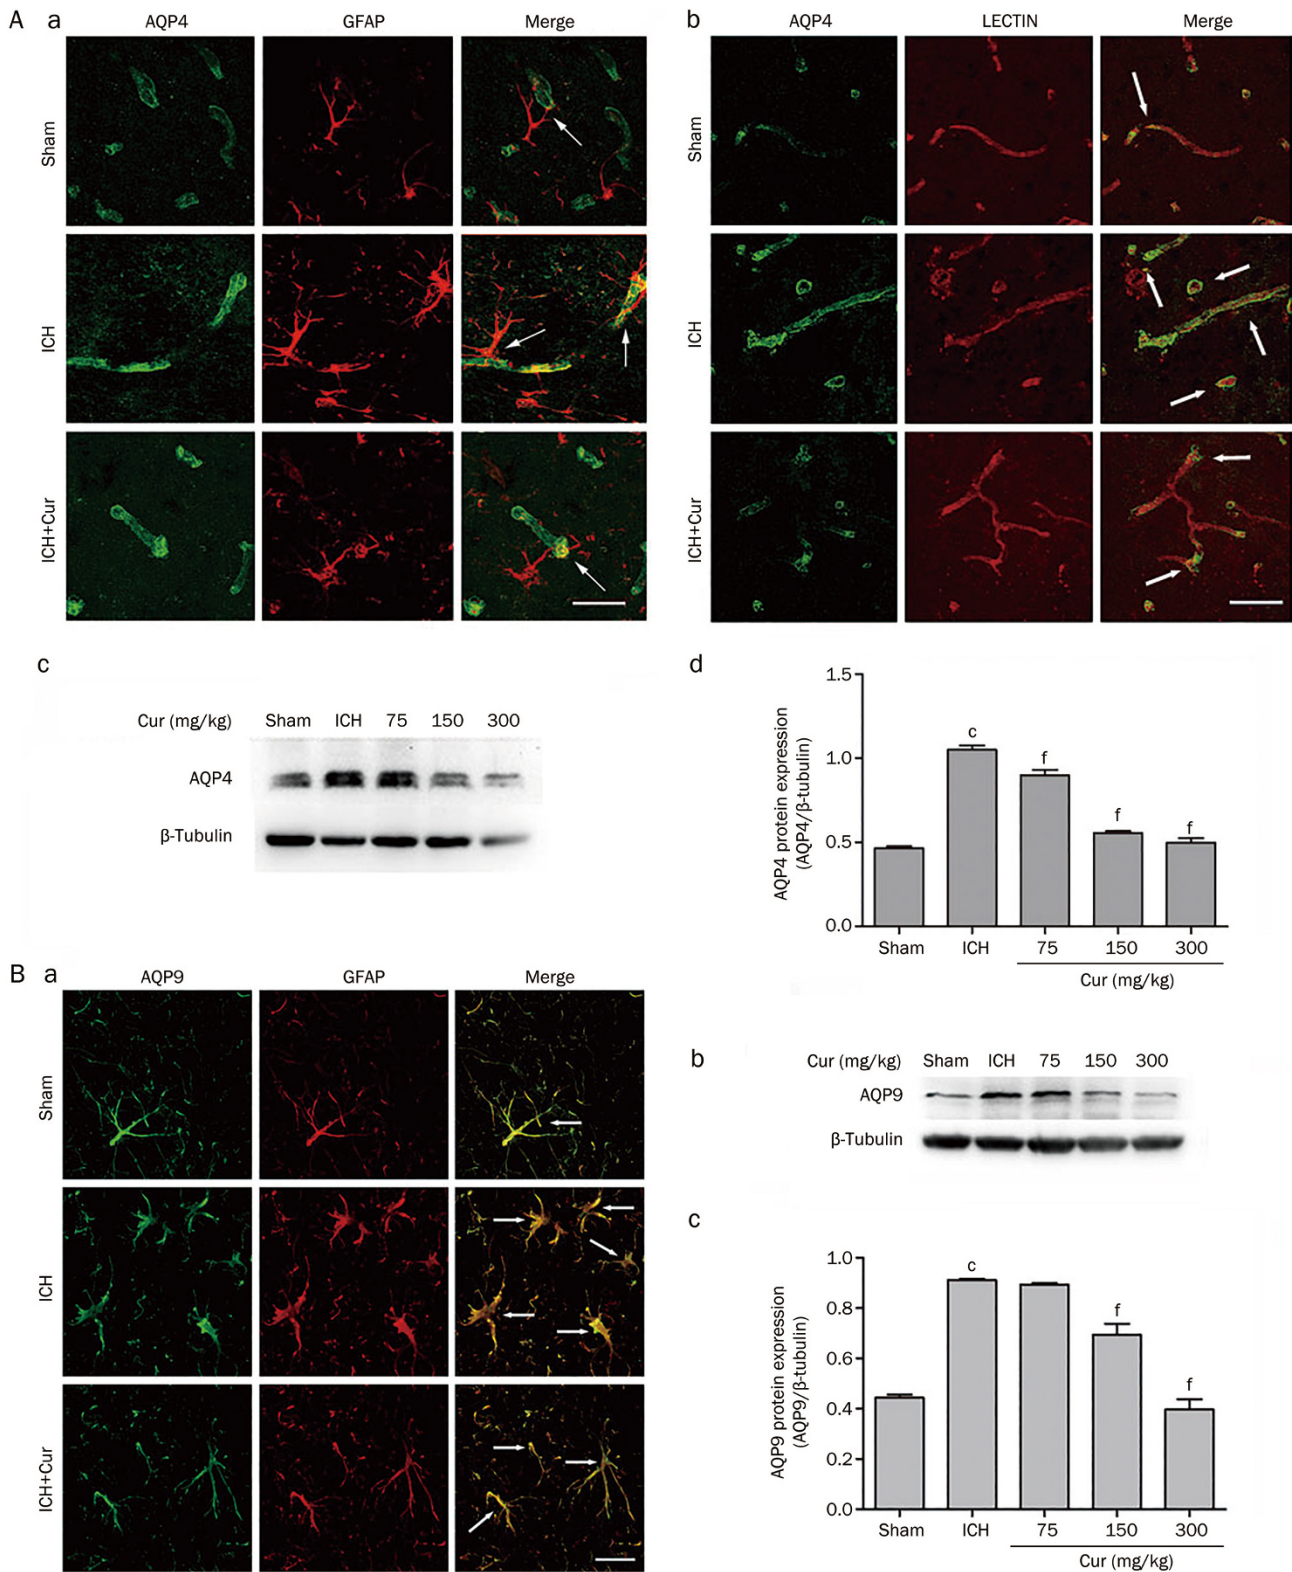 A a AQP4 GFAP Merge
b AQP4 LECTIN Merge
Sham
ICH
ICH+Cur
Sham
ICH
ICH+Cur
c
Cur (mg/kg) Sham ICH 75 150 300
AQP4
β-Tubulin
d
AQP4 protein expression
(AQP4/β-tubulin)
1.5
1.0
0.5
0.0
c f f f
Sham ICH 75 150 300
Cur (mg/kg)
B a AQP9 GFAP Merge
Sham
ICH
ICH+Cur
b
Cur (mg/kg) Sham ICH 75 150 300
AQP9
β-Tubulin
c
AQP9 protein expression
(AQP9/β-tubulin)
1.0
0.8
0.6
0.4
0.2
0.0
c f f
Sham ICH 75 150 300
Cur (mg/kg)